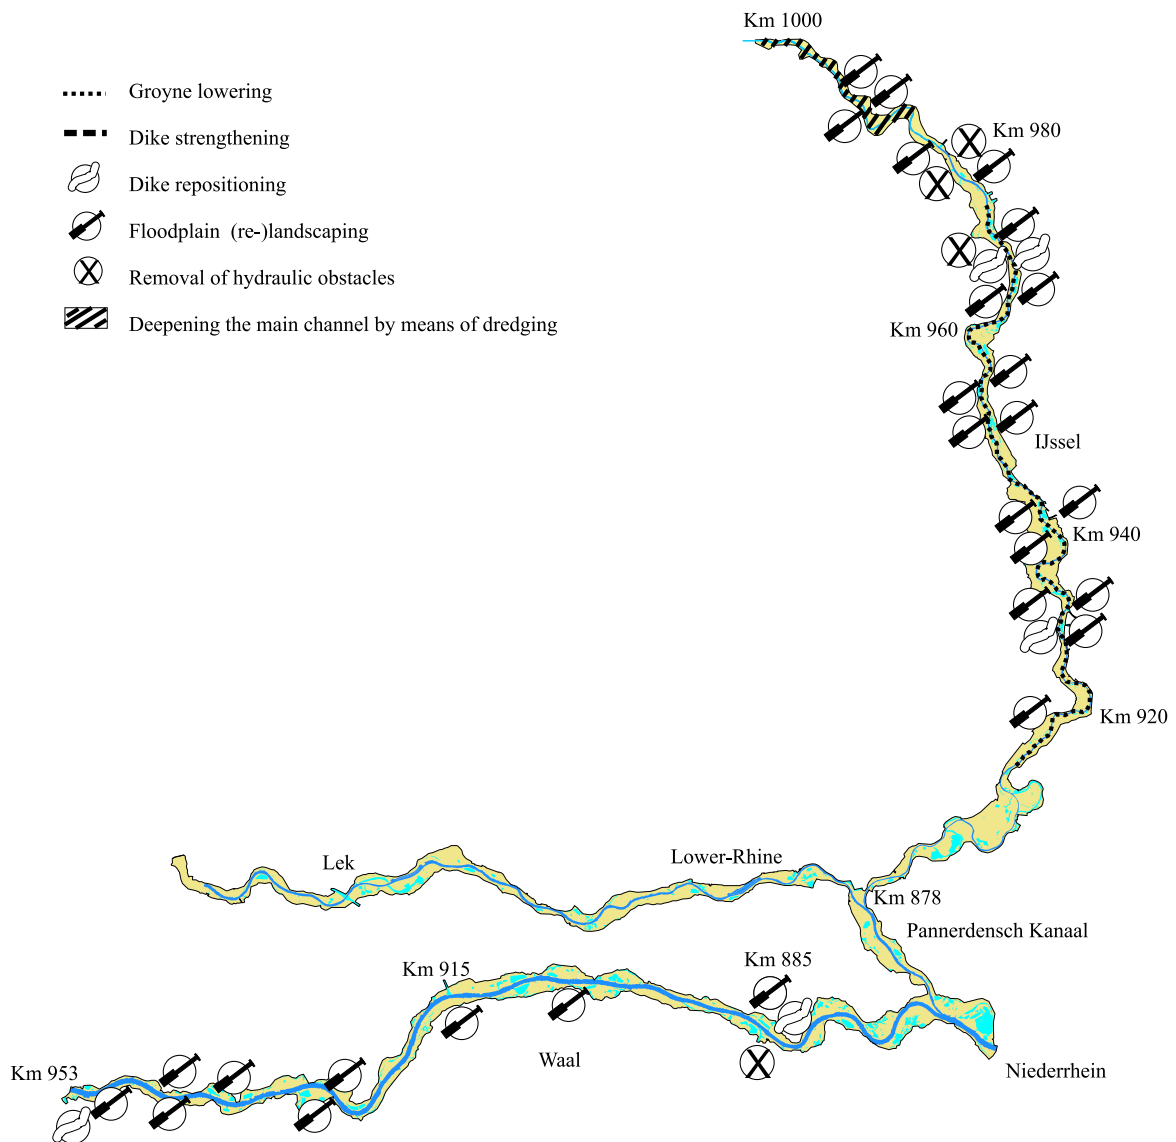 Km 1000
Groyne lowering
Dike strengthening
Km 980
Dike repositioning
Floodplain (re-)landscaping
Removal of hydraulic obstacles
Deepening the main channel by means of dredging
Km 960
IJssel
Km 940
Km 920
Lek
Lower-Rhine
Km 878
Pannerdensch Kanaal
Km 915
Km 885
Waal
Niederrhein
Km 953